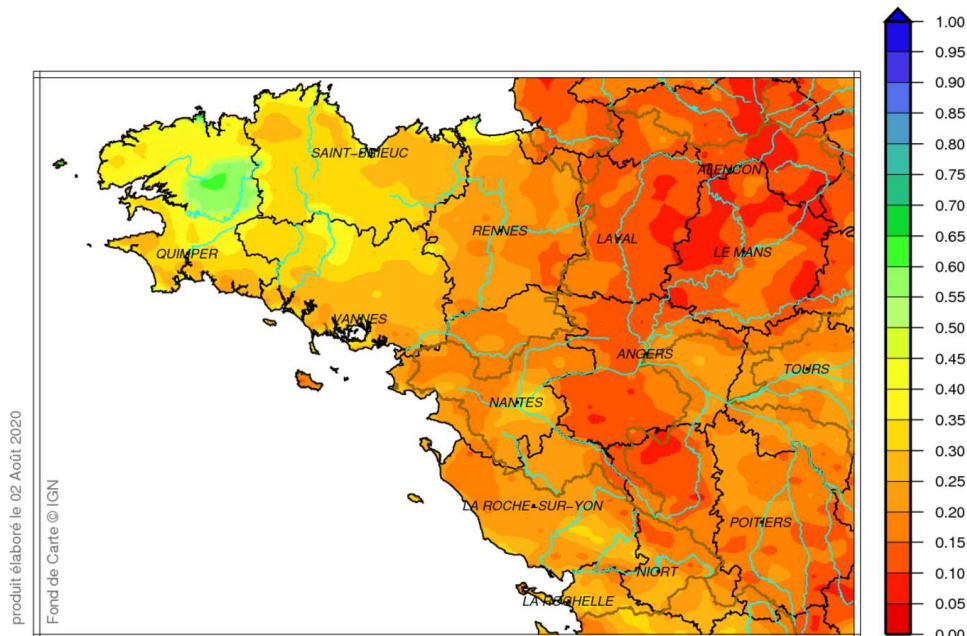 1.00
0.95
0.90
0.85
0.80
0.75
0.70
0.65
0.60
0.55
0.50
0.45
0.40
0.35
0.30
0.25
0.20
0.15
0.10
0.05
0.00
SAINT-BRIEUC
ALENCON
RENNES
LAVAL
QUIMPER
LE MANS
VANNES
ANGERS
TOURS
NANTES
LA ROCHE-SUR-YON
POITIERS
NIORT
LA ROCHELLE
produit élaboré le 02 Août 2020
Fond de Carte © IGN